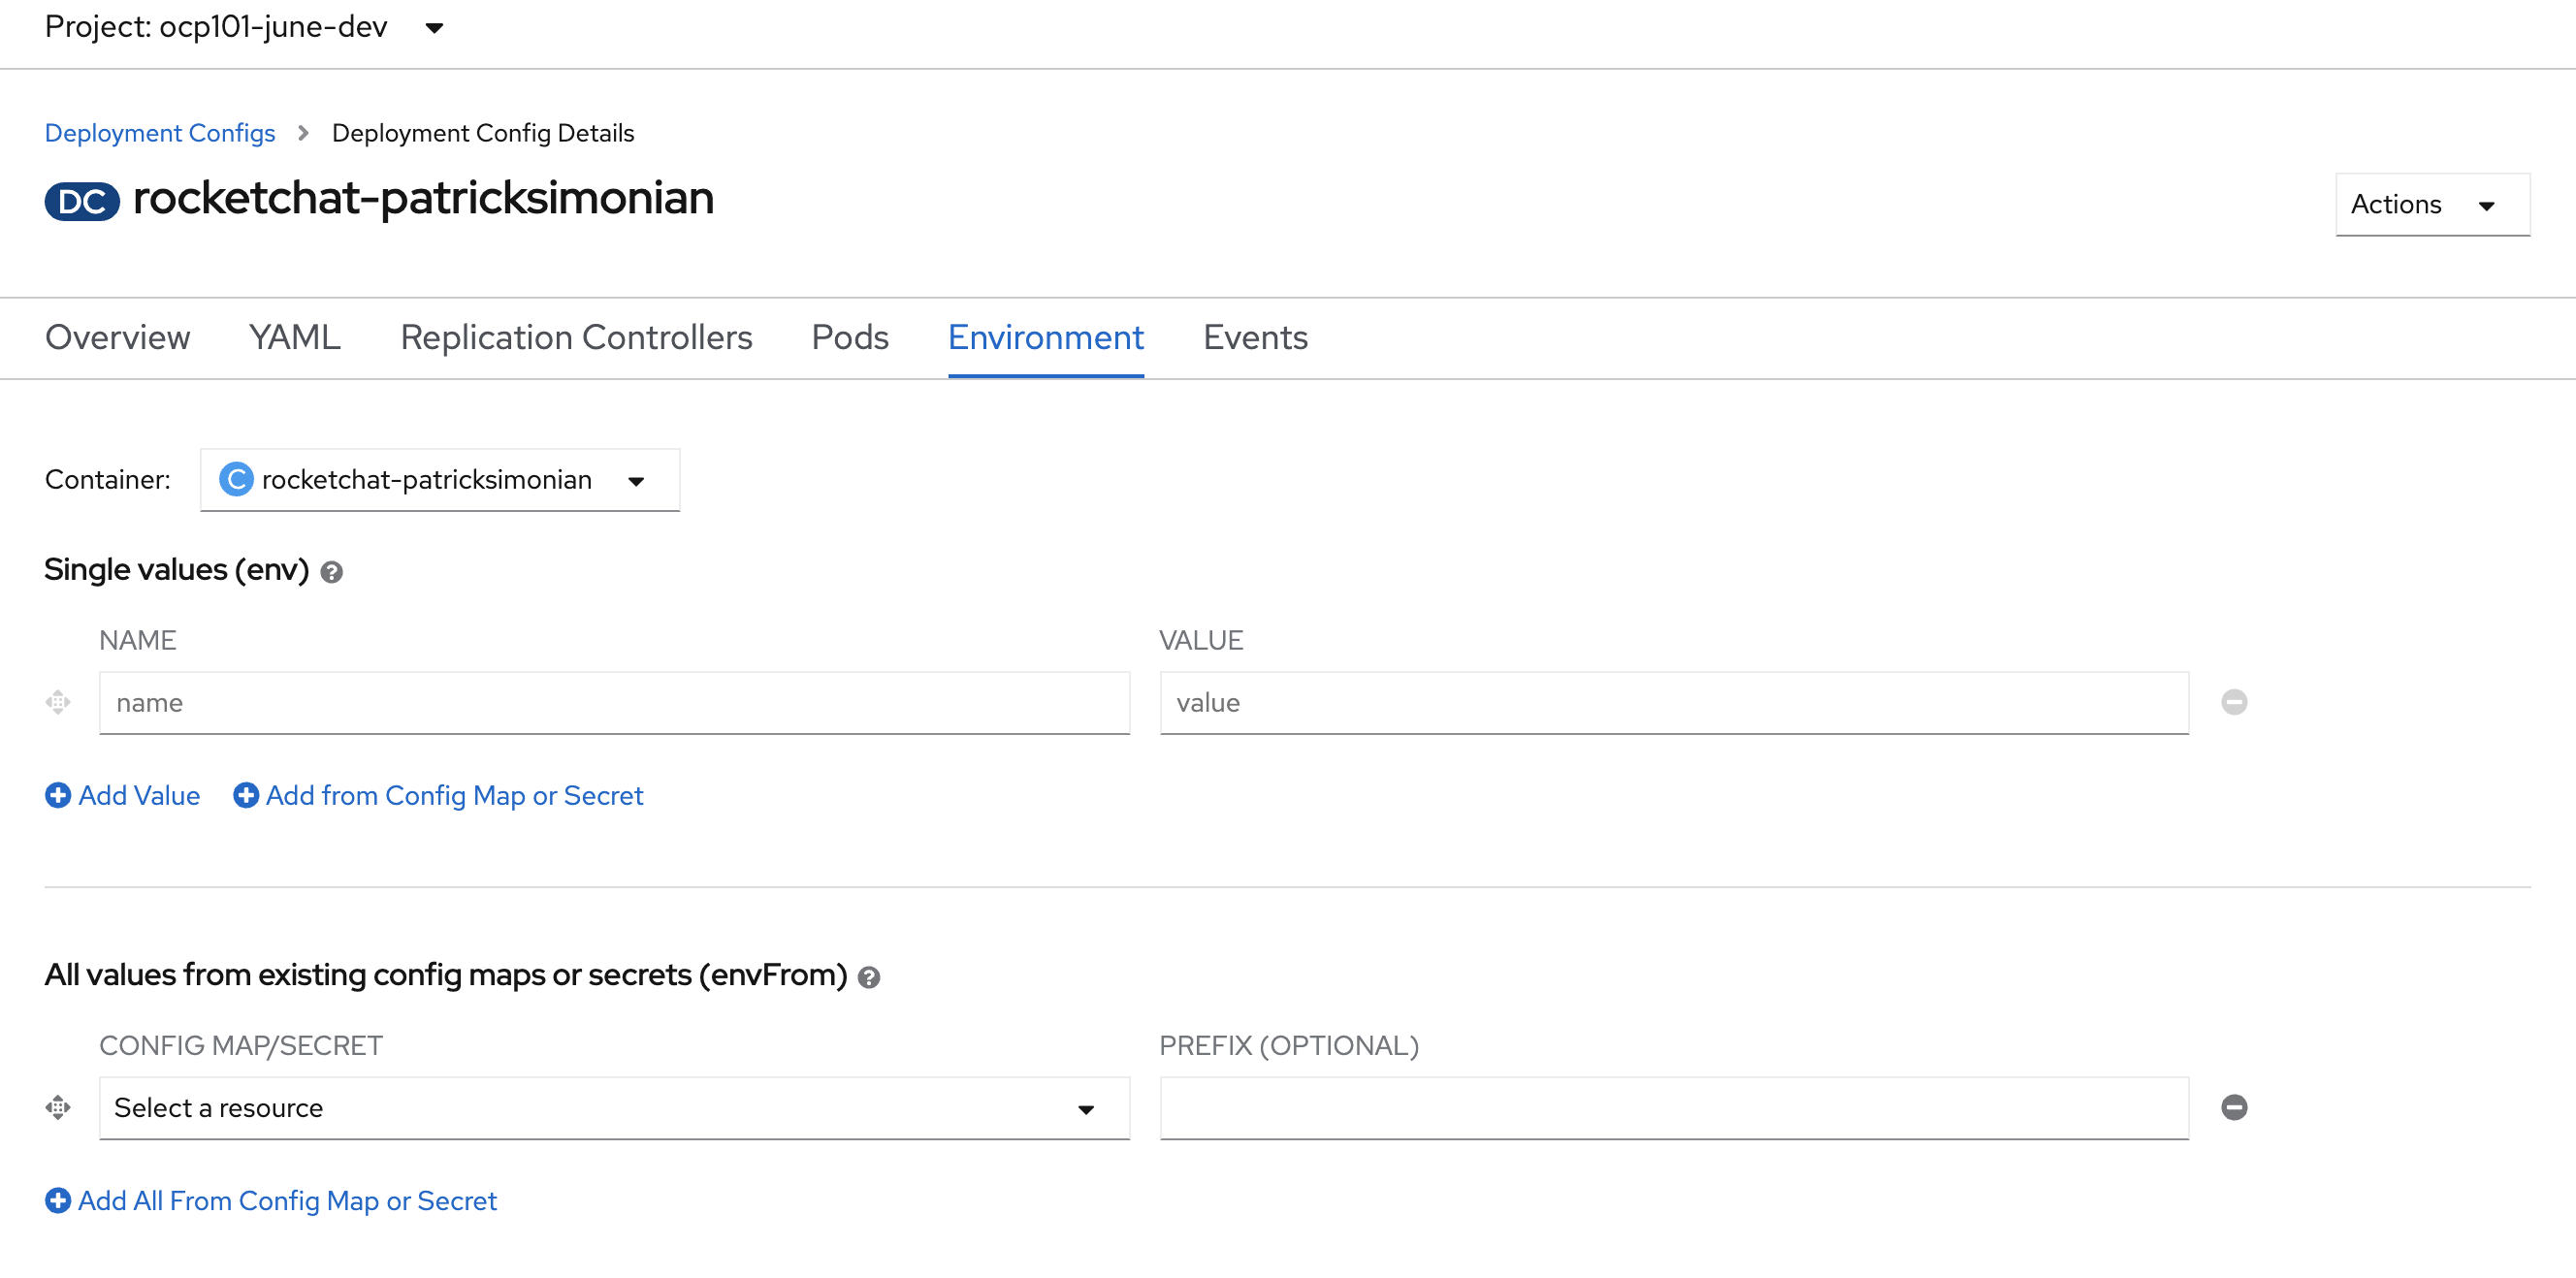 Project: ocp101-june-dev
Deployment Configs > Deployment Config Details
DC rocketchat-patricksimonian
Actions
Overview YAML Replication Controllers Pods Environment Events
Container: C rocketchat-patricksimonian
Single values (env) ?
NAME VALUE
name value
Add Value Add from Config Map or Secret
All values from existing config maps or secrets (envFrom) ?
CONFIG MAP/SECRET PREFIX (OPTIONAL)
Select a resource
Add All From Config Map or Secret